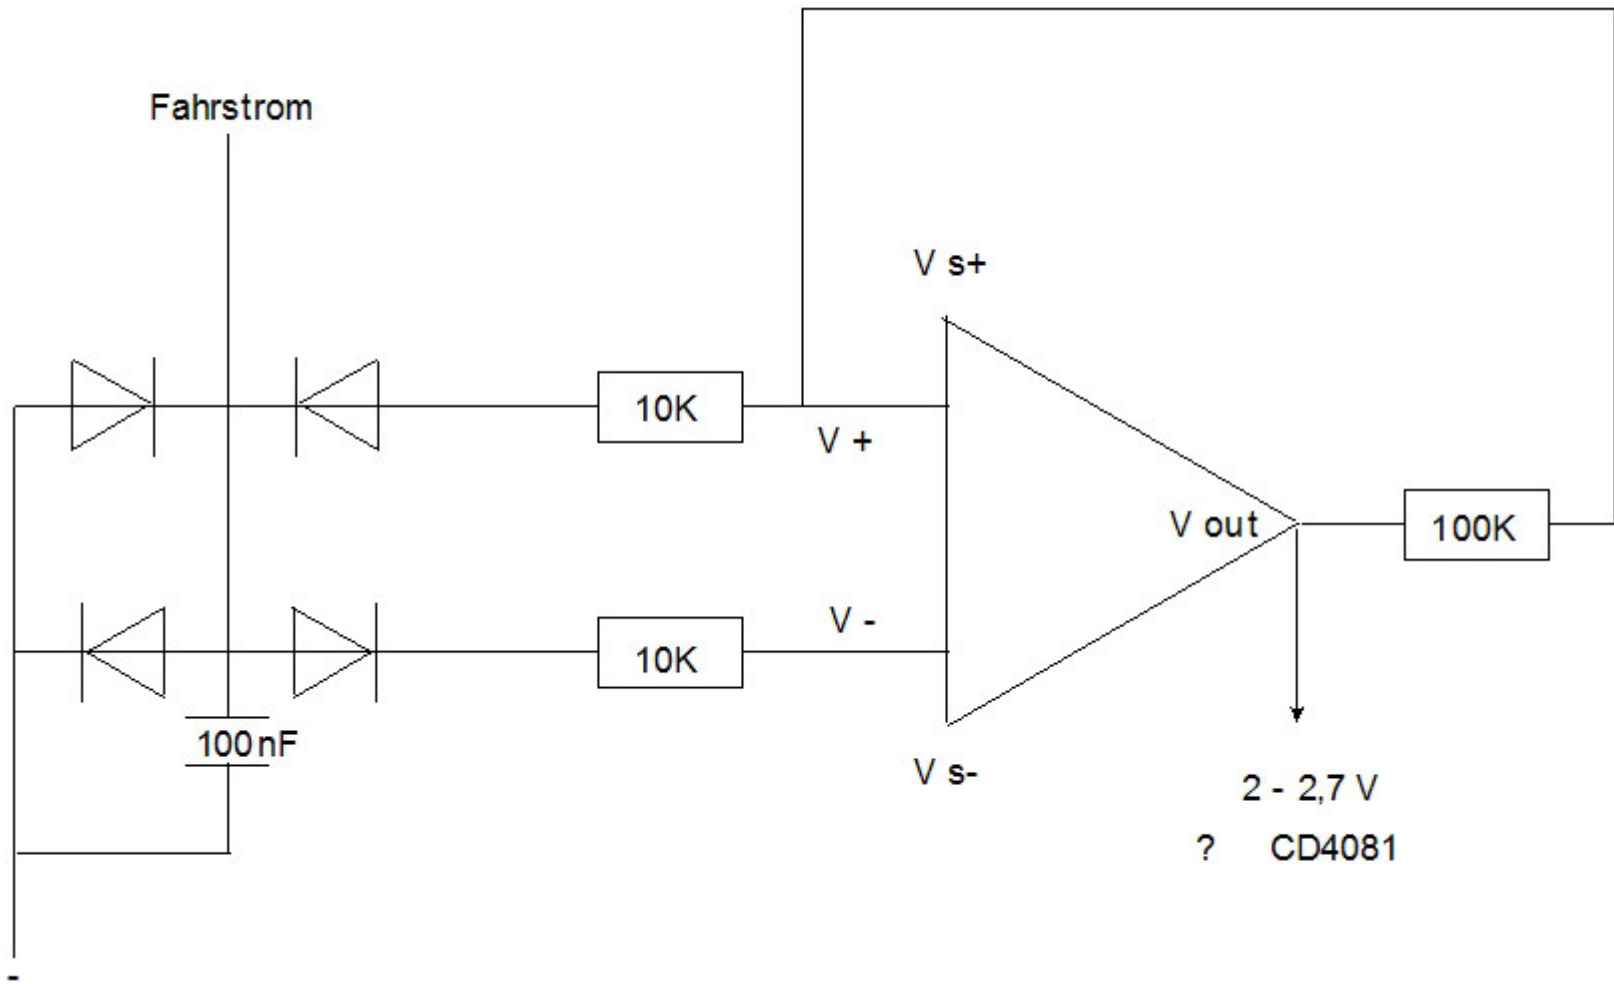 Fahrstrom
V s+
10K
V +
V out
100K
V -
10K
100nF
V s-
2 - 2,7 V
? CD4081
-